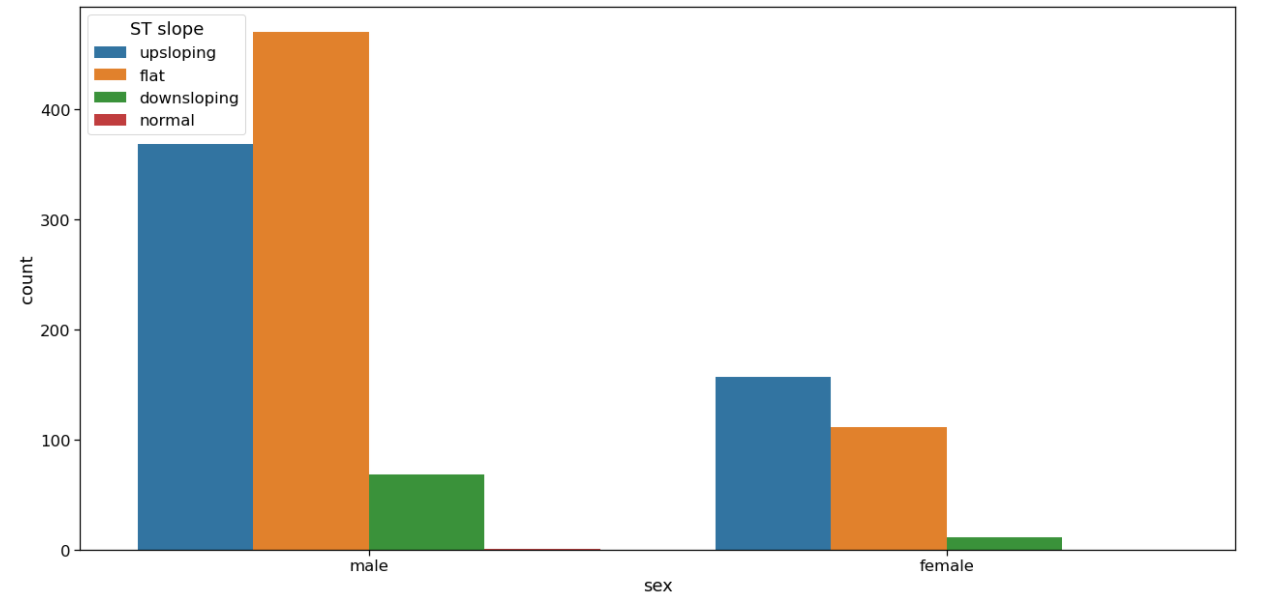 ST slope
upsloping
flat
downsloping
normal
400
300
200
100
0
count
male
female
sex